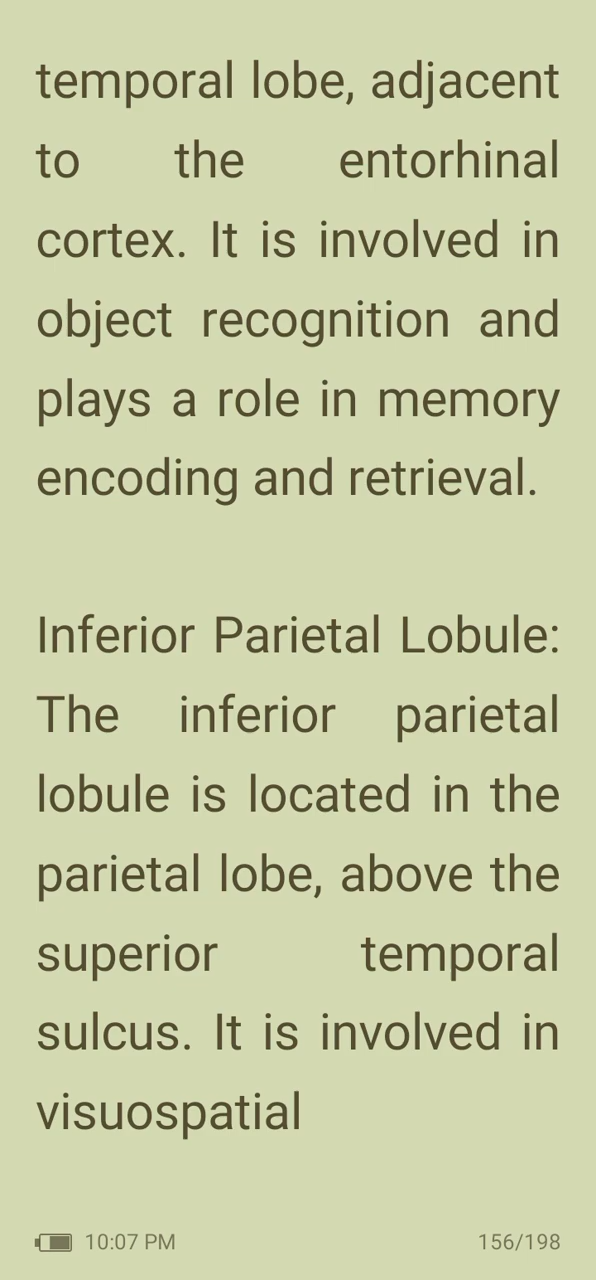 temporal lobe, adjacent
to the entorhinal
cortex. It is involved in
object recognition and
plays a role in memory
encoding and retrieval.
Inferior Parietal Lobule:
The inferior parietal
lobule is located in the
parietal lobe, above the
superior temporal
sulcus. It is involved in
visuospatial
10:07 PM 156/198